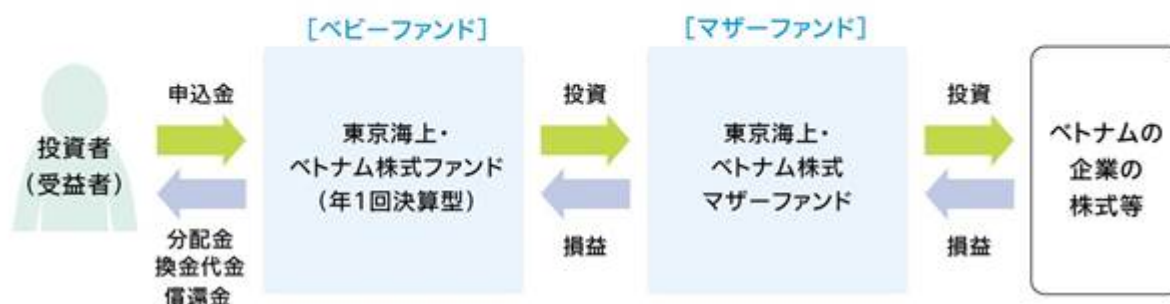 [ベビーファンド]
[マザーファンド]
投資者
(受益者)
申込金
分配金
換金代金
償還金
東京海上・
ベトナム株式ファンド
(年1回決算型)
投資
損益
東京海上・
ベトナム株式
マザーファンド
投資
損益
ベトナムの
企業の
株式等